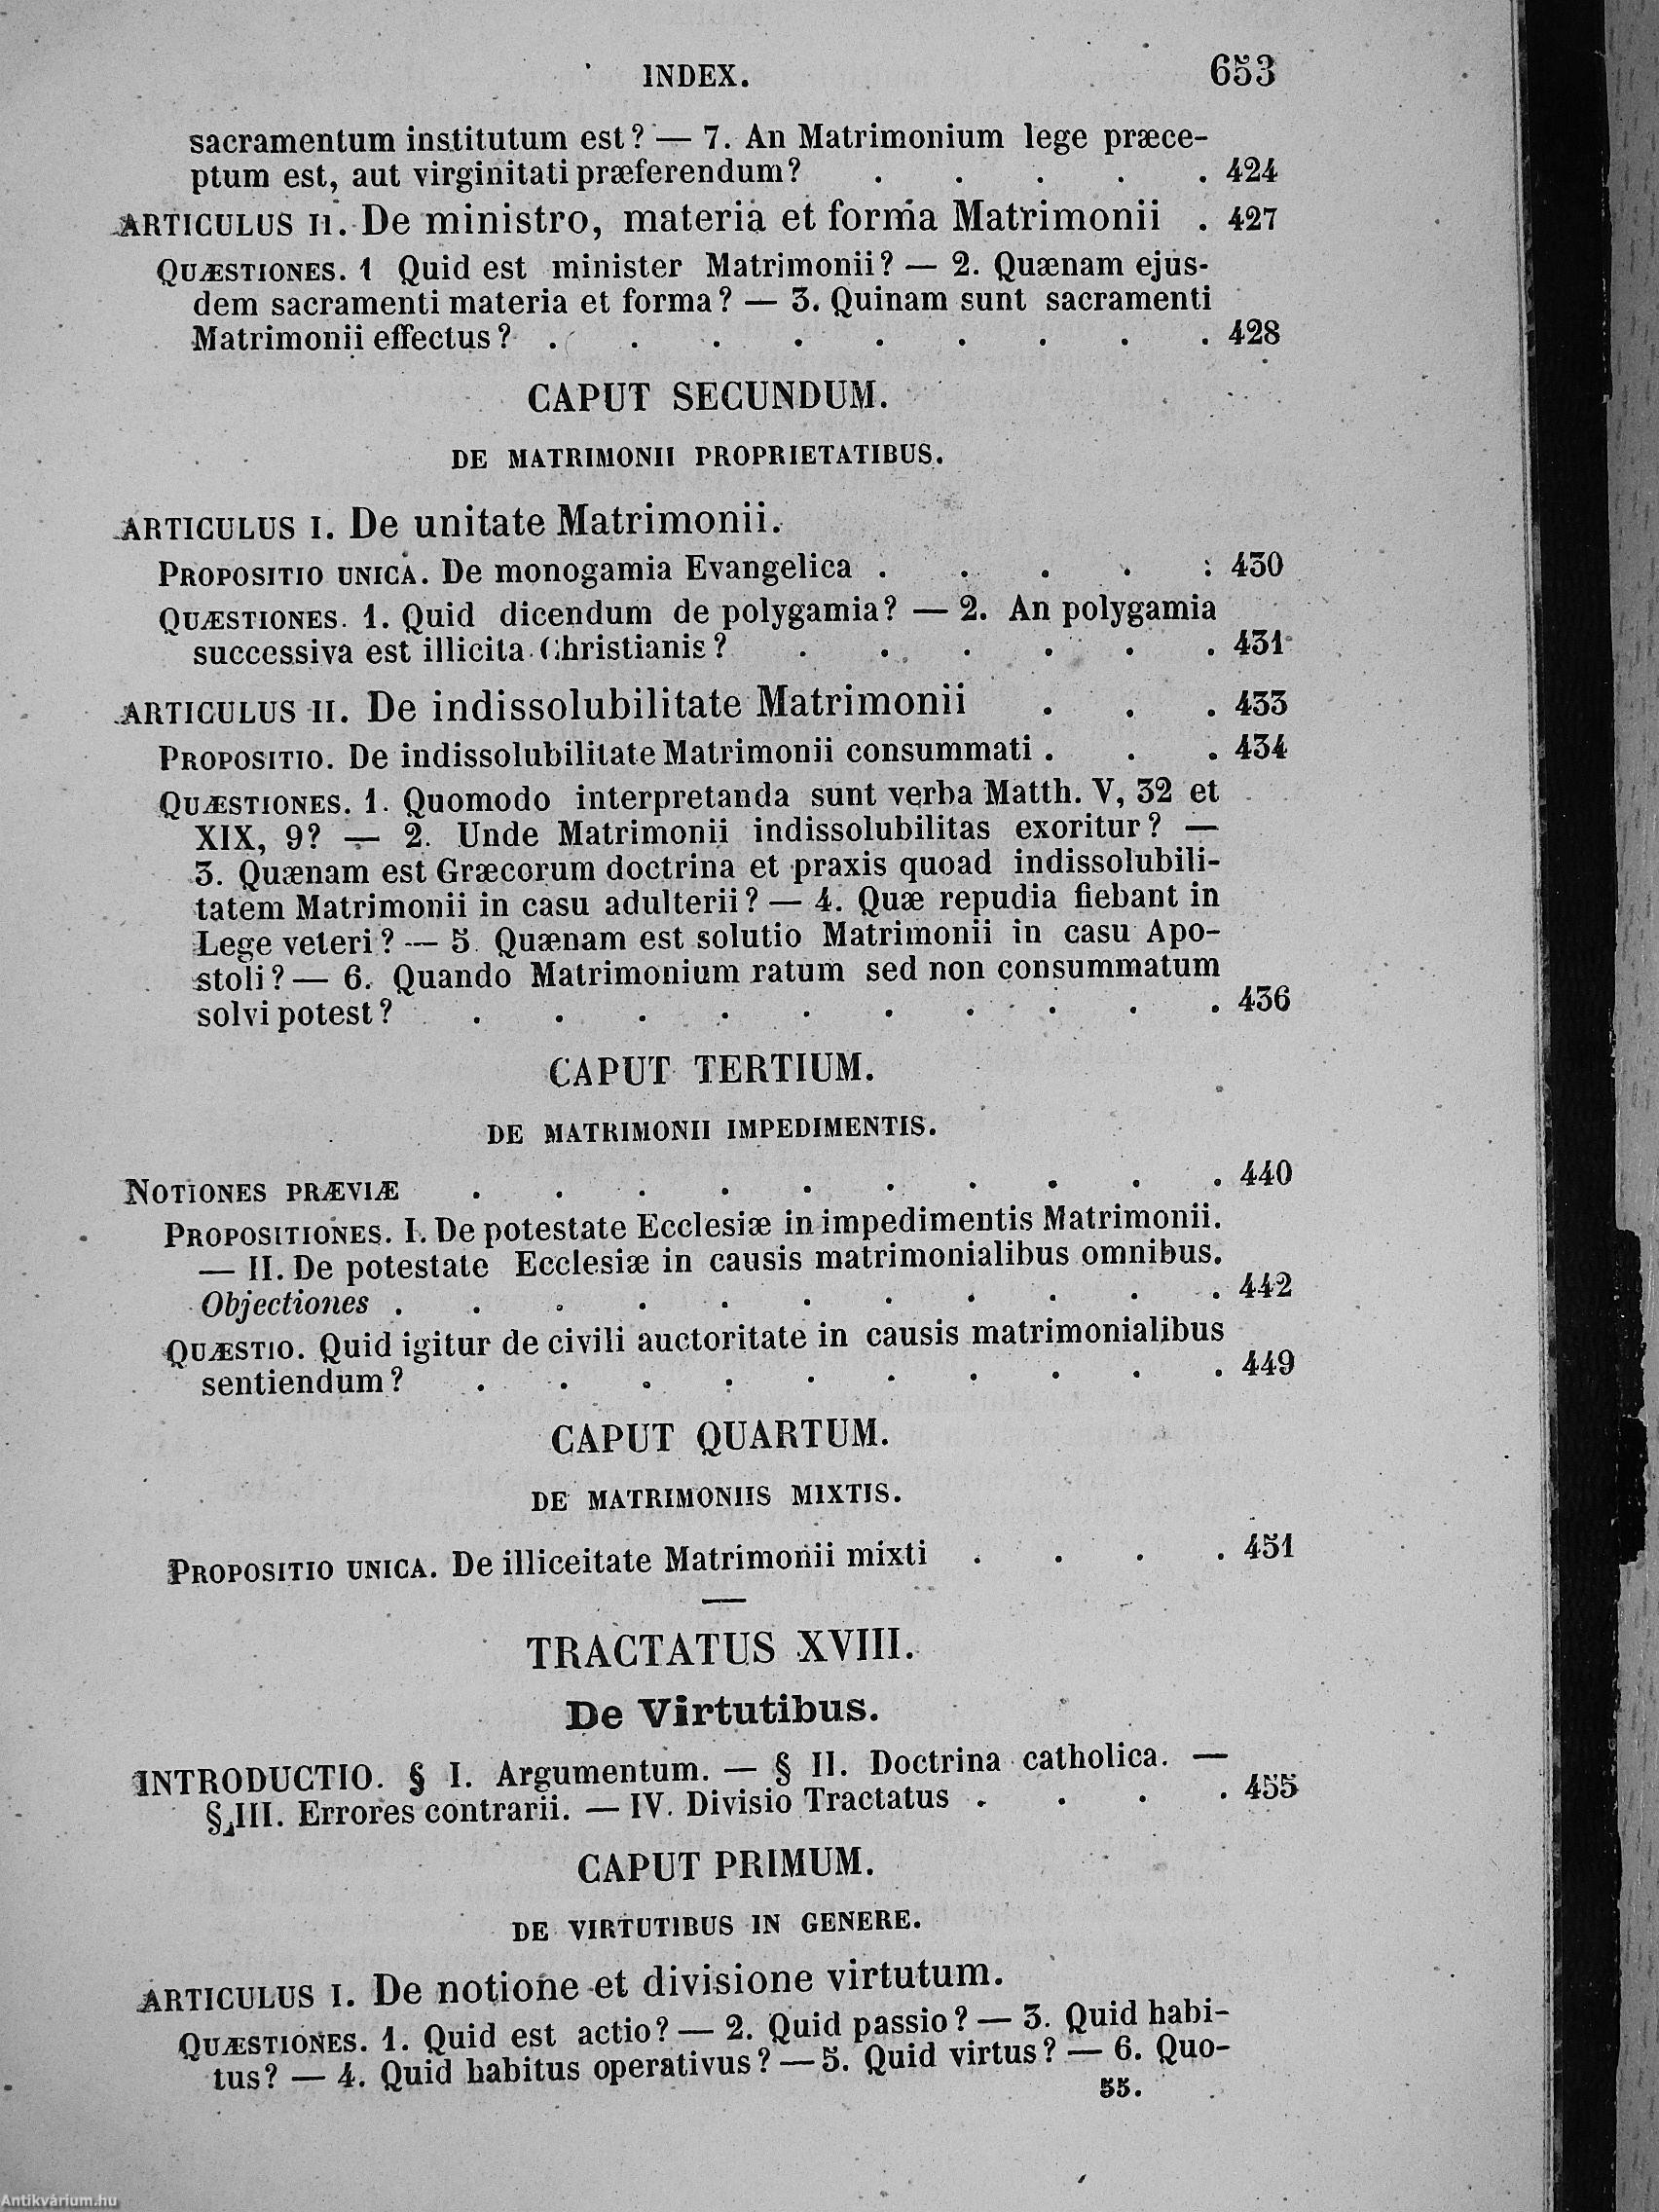 INDEX. 653
sacramentum institutum est? — 7. An Matrimonium lege præce-
ptum est, aut virginitati præferendum? . . . . . 424
ARTICULUS II. De ministro, materia et forma Matrimonii . 427
QUÆSTIONES. 1 Quid est minister Matrimonii? — 2. Quænam ejus-
dem sacramenti materia et forma? — 3. Quinam sunt sacramenti
Matrimonii effectus? . . . . . . . . . 428
CAPUT SECUNDUM.
DE MATRIMONII PROPRIETATIBUS.
ARTICULUS I. De unitate Matrimonii.
PROPOSITIO UNICA. De monogamia Evangelica . . . . : 430
QUÆSTIONES. 1. Quid dicendum de polygamia? — 2. An polygamia
successiva est illicita Christianis? . . . . . . 431
ARTICULUS II. De indissolubilitate Matrimonii . . . 433
PROPOSITIO. De indissolubilitate Matrimonii consummati . . . 434
QUÆSTIONES. 1. Quomodo interpretanda sunt verba Matth. V, 32 et
XIX, 9? — 2. Unde Matrimonii indissolubilitas exoritur? —
3. Quænam est Græcorum doctrina et praxis quoad indissolubili-
tatem Matrimonii in casu adulterii? — 4. Quæ repudia fiebant in
Lege veteri? — 5. Quænam est solutio Matrimonii in casu Apo-
stoli? — 6. Quando Matrimonium ratum sed non consummatum
solvi potest? . . . . . . . . . . 436
CAPUT TERTIUM.
DE MATRIMONII IMPEDIMENTIS.
NOTIONES PRÆVIÆ . . . . . . . . . . 440
PROPOSITIONES. I. De potestate Ecclesiæ in impedimentis Matrimonii.
— II. De potestate Ecclesiæ in causis matrimonialibus omnibus.
Objectiones . . . . . . . . . . . 442
QUÆSTIO. Quid igitur de civili auctoritate in causis matrimonialibus
sentiendum? . . . . . . . . . . 449
CAPUT QUARTUM.
DE MATRIMONIIS MIXTIS.
PROPOSITIO UNICA. De illiceitate Matrimonii mixti . . . . 451
TRACTATUS XVIII.
De Virtutibus.
INTRODUCTIO. § I. Argumentum. — § II. Doctrina catholica. —
§ III. Errores contrarii. — IV. Divisio Tractatus . . . . 455
CAPUT PRIMUM.
DE VIRTUTIBUS IN GENERE.
ARTICULUS I. De notione et divisione virtutum.
QUÆSTIONES. 1. Quid est actio? — 2. Quid passio? — 3. Quid habi-
tus? — 4. Quid habitus operativus? — 5. Quid virtus? — 6. Quo-
55.
Antikvárium.hu